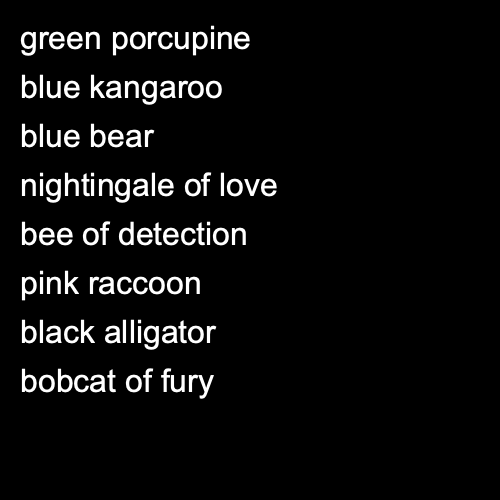 green porcupine
blue kangaroo
blue bear
nightingale of love
bee of detection
pink raccoon
black alligator
bobcat of fury